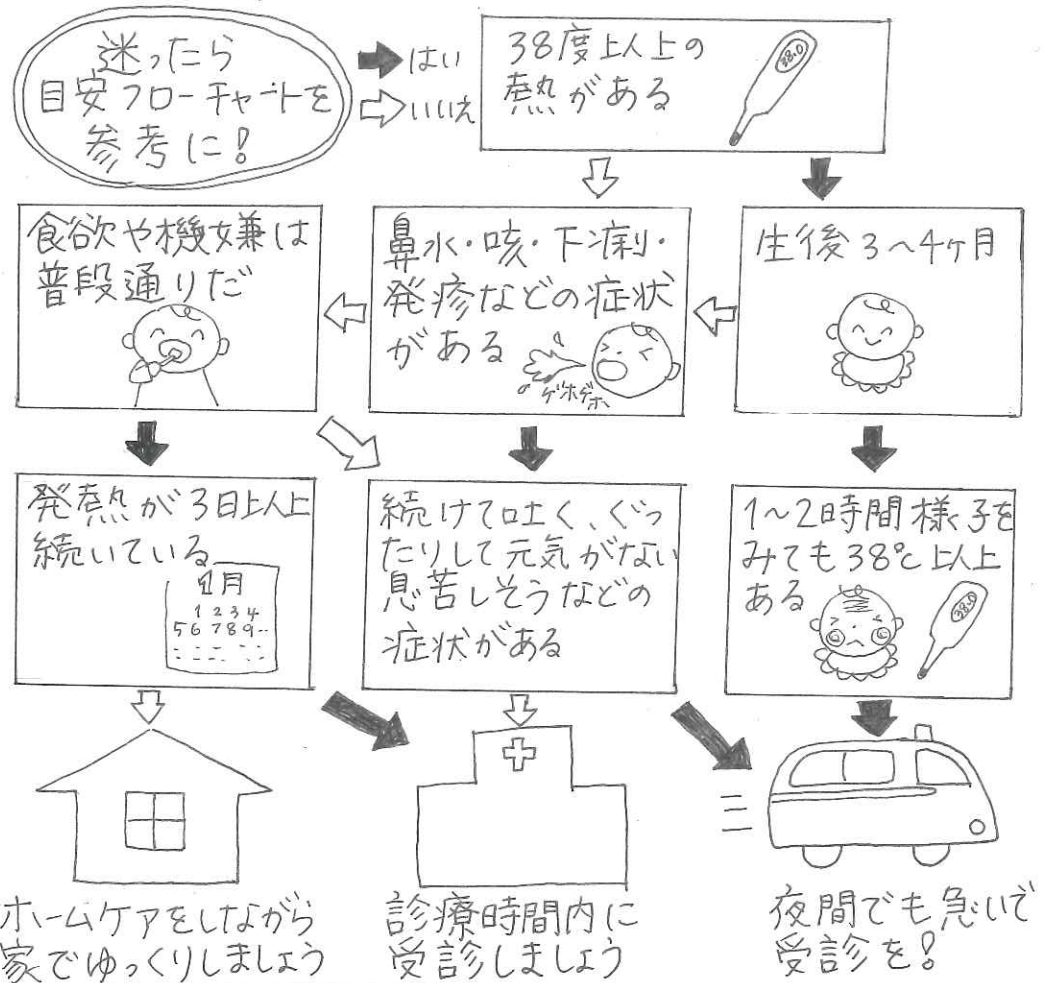 迷ったら
目安フローチャートを
参考に!
はい
いいえ
38度以上の
熱がある
38.0
食欲や機嫌は
普段通りだ
鼻水・咳・下痢・
発疹などの症状
がある
ゲホゲホ
生後3〜4ヶ月
発熱が3日以上
続いている
1月
1 2 3 4
5 6 7 8 9..
続けて吐く、ぐっ
たりして元気がない
息苦しそうなどの
症状がある
1〜2時間様子を
みても38℃以上
ある
38.0
ホームケアをしながら
家でゆっくりしましょう
診療時間内に
受診しましょう
夜間でも急いで
受診を!